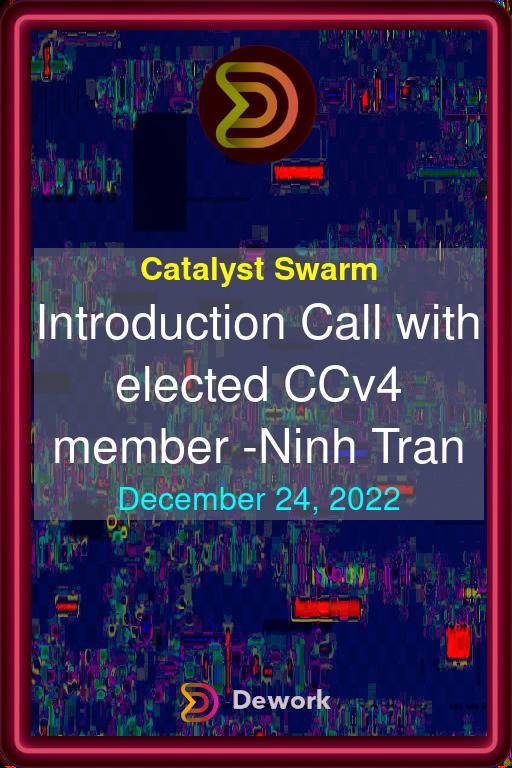 Catalyst Swarm
Introduction Call with
elected CCv4
member -Ninh Tran
December 24, 2022
Dework